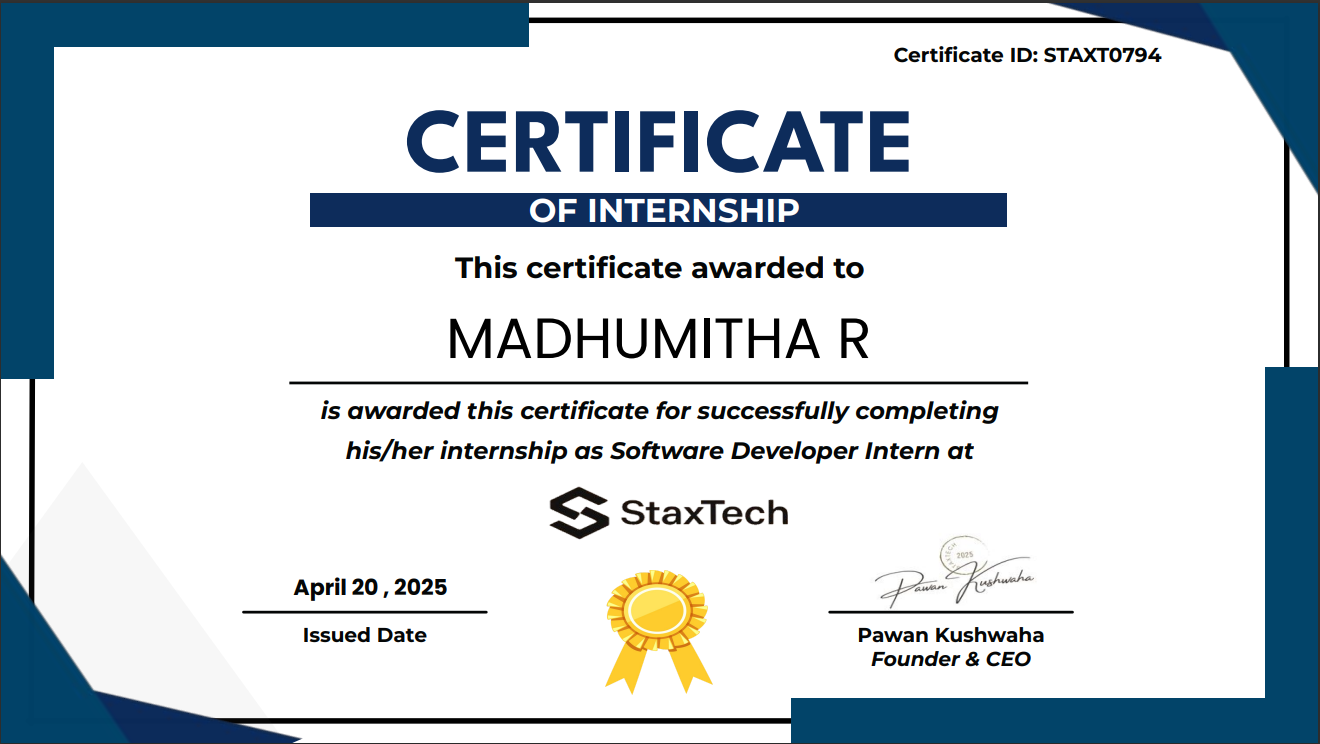 Certificate ID: STAXT0794
CERTIFICATE
OF INTERNSHIP
This certificate awarded to
MADHUMITHA R
is awarded this certificate for successfully completing
his/her internship as Software Developer Intern at
StaxTech
April 20 , 2025
Issued Date
STAXTECH
2025
Pawan Kushwaha
Pawan Kushwaha
Founder & CEO